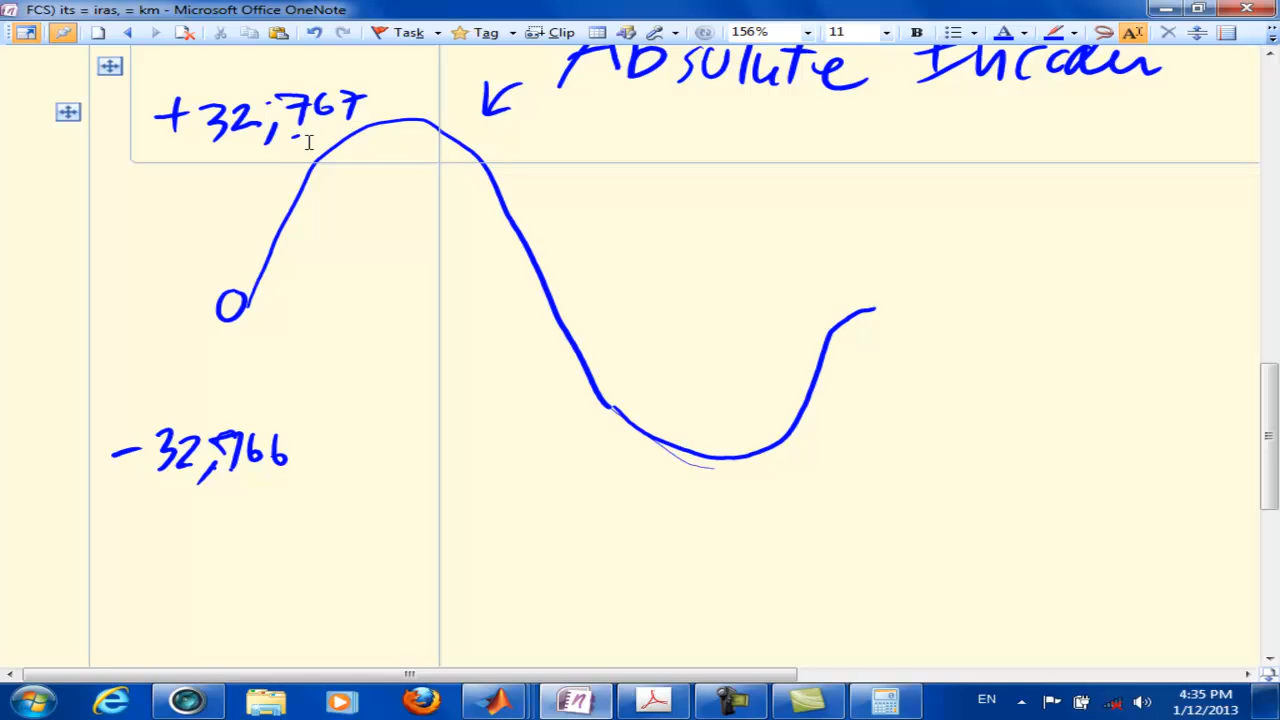 FCS) its = iras, = km - Microsoft Office OneNote
Task Tag Clip 156% 11 B A A
Absolute
+32,767
0
-32,766
EN 4:35 PM
1/12/2013